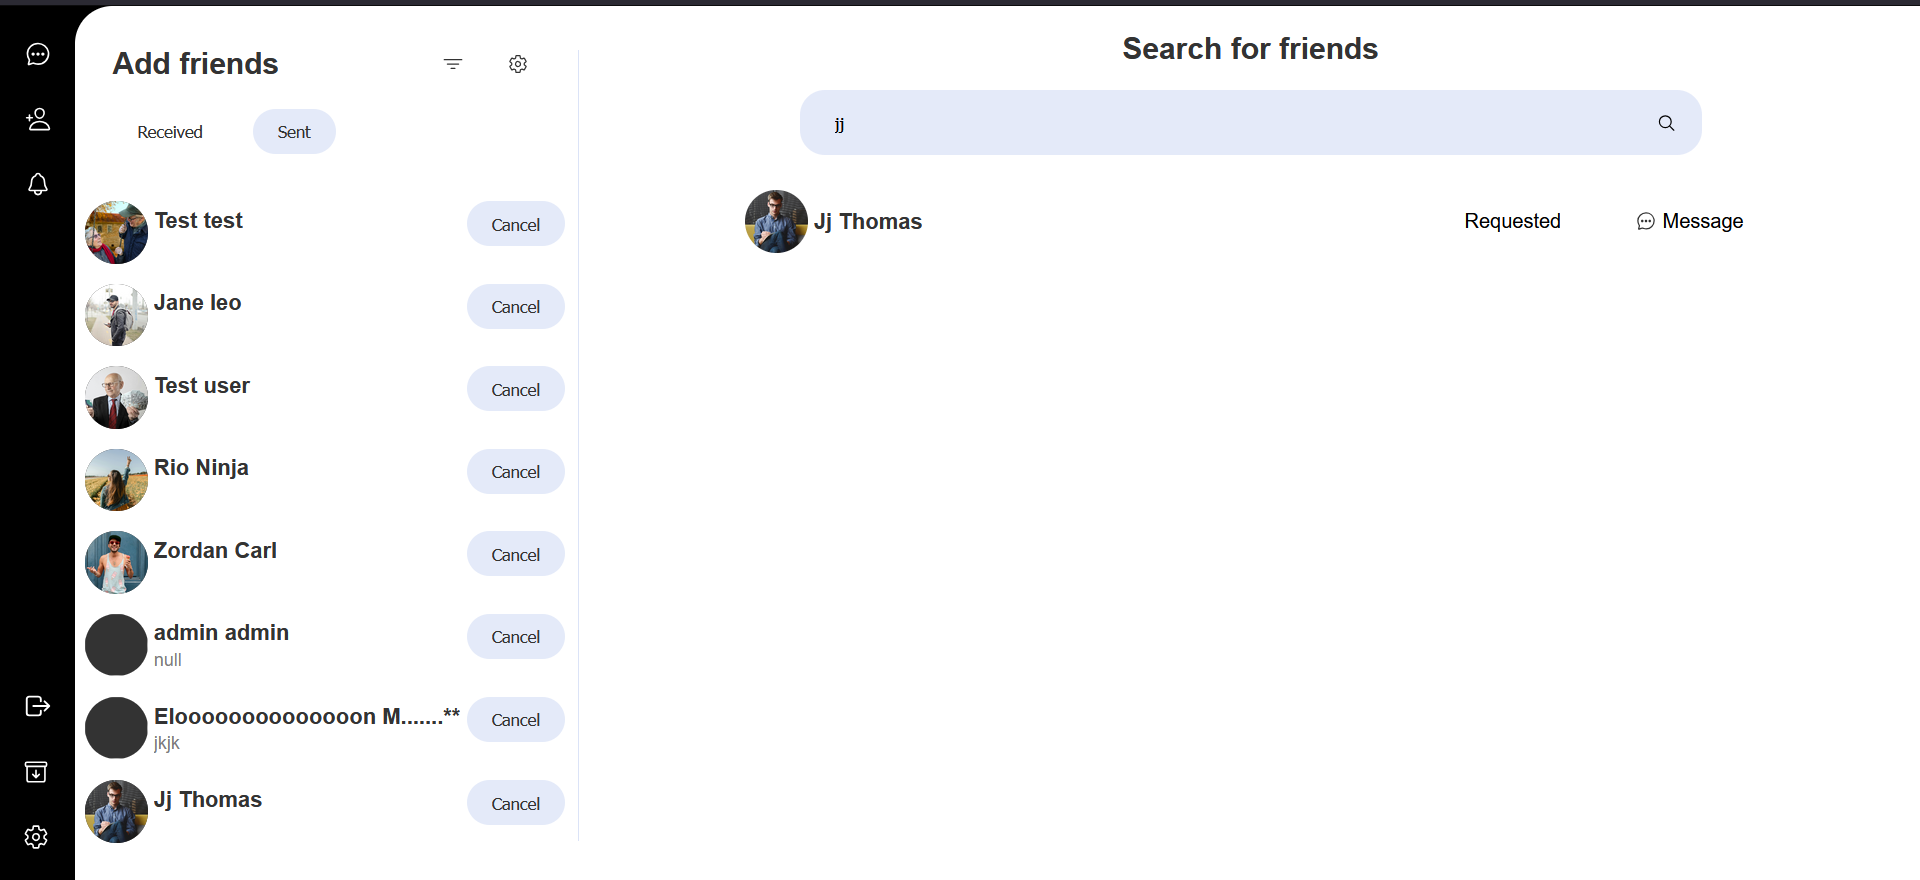 Add friends
Received
Sent
Test test
Cancel
Jane leo
Cancel
Test user
Cancel
Rio Ninja
Cancel
Zordan Carl
Cancel
admin admin
null
Cancel
Elooooooooooooooon M.......**
jkjk
Cancel
Jj Thomas
Cancel
Search for friends
jj
Jj Thomas
Requested
Message